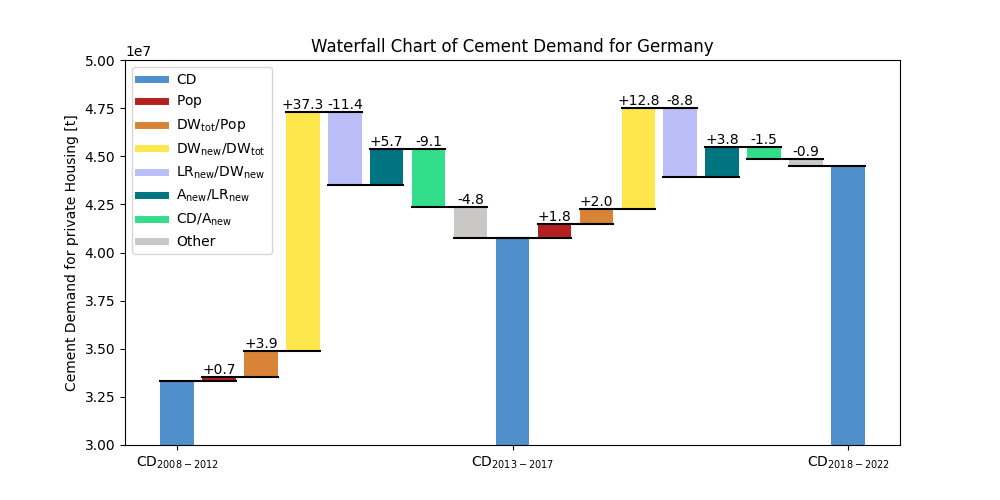 Waterfall Chart of Cement Demand for Germany
1e7
Cement Demand for private Housing [t]
5.00
4.75
4.50
4.25
4.00
3.75
3.50
3.25
3.00
CD
Pop
DWtot/Pop
DWnew/DWtot
LRnew/DWnew
Anew/LRnew
CD/Anew
Other
+0.7
+3.9
+37.3
-11.4
+5.7
-9.1
-4.8
+1.8
+2.0
+12.8
-8.8
+3.8
-1.5
-0.9
CD2008−2012
CD2013−2017
CD2018−2022